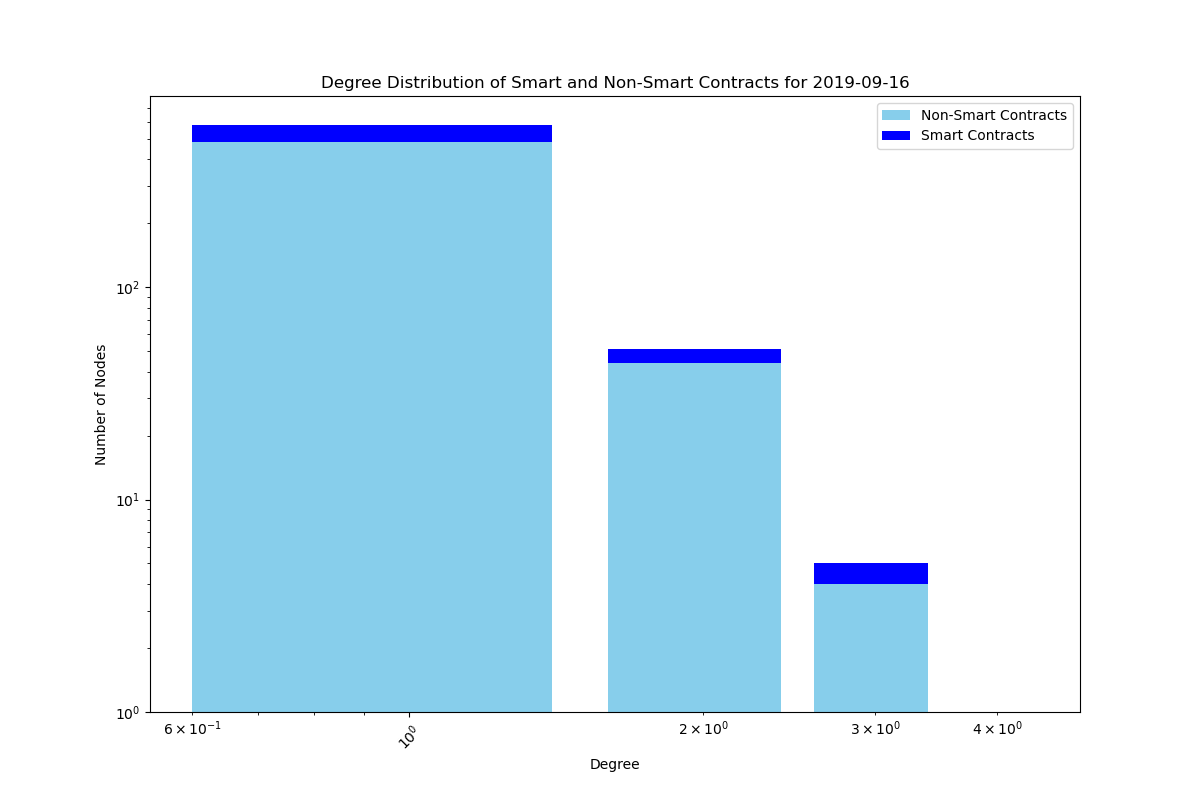 Degree Distribution of Smart and Non-Smart Contracts for 2019-09-16
Non-Smart Contracts
Smart Contracts
Number of Nodes
10²
10¹
10⁰
6 × 10⁻¹
10⁰
2 × 10⁰
3 × 10⁰
4 × 10⁰
Degree